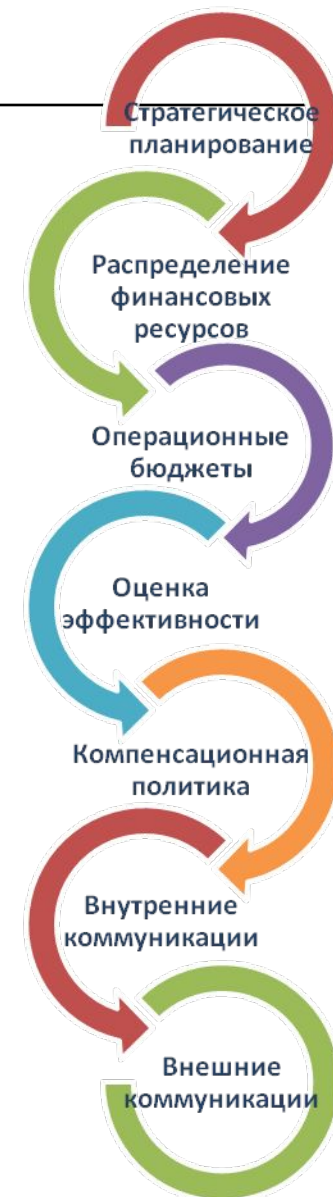 Стратегическое
планирование
Распределение
финансовых
ресурсов
Операционные
бюджеты
Оценка
эффективности
Компенсационная
политика
Внутренние
коммуникации
Внешние
коммуникации